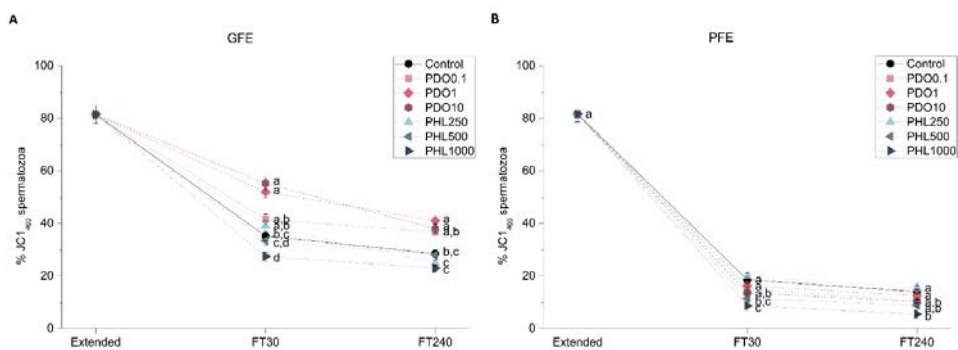 A
GFE
100
80
60
40
20
0
% JC1agg spermatozoa
Control
PDO0.1
PDO1
PDO10
PHL250
PHL500
PHL1000
a
a
a,b
a,b
b,c
c,d
d
a
a
a,b
b,c
c
c
Extended
FT30
FT240
B
PFE
100
80
60
40
20
0
% JC1agg spermatozoa
Control
PDO0.1
PDO1
PDO10
PHL250
PHL500
PHL1000
a
a
a
a,b
b,c
c
a
a
a,b
b
Extended
FT30
FT240